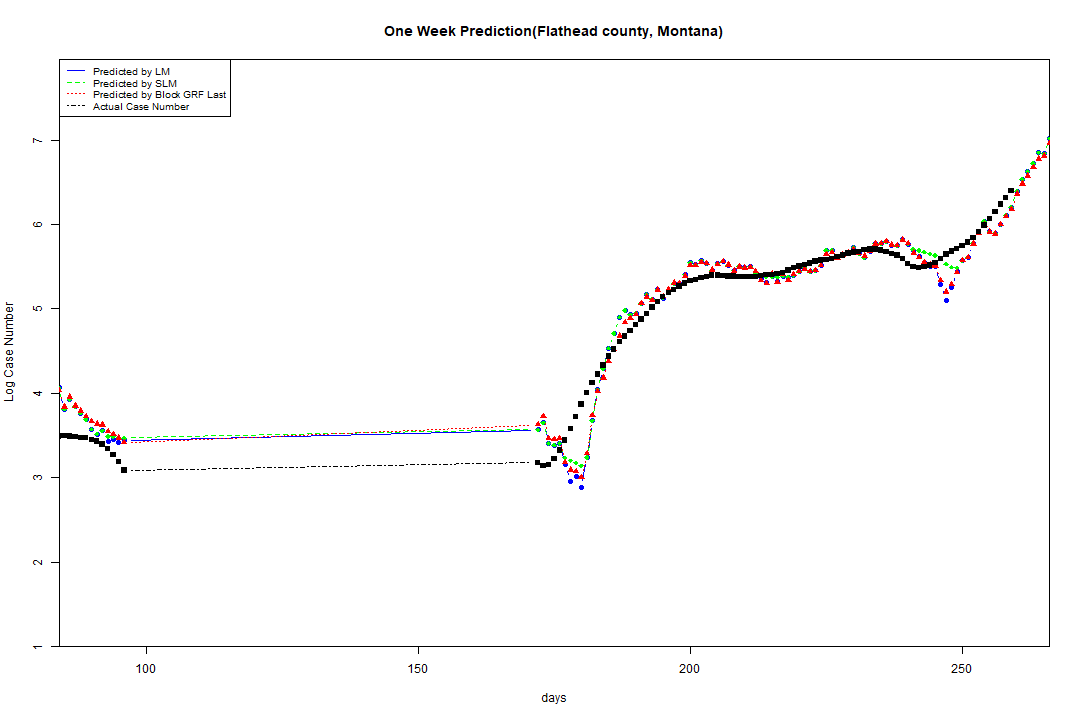 One Week Prediction(Flathead county, Montana)
Predicted by LM
Predicted by SLM
Predicted by Block GRF Last
Actual Case Number
7
6
5
4
3
2
1
Log Case Number
100 150 200 250
days